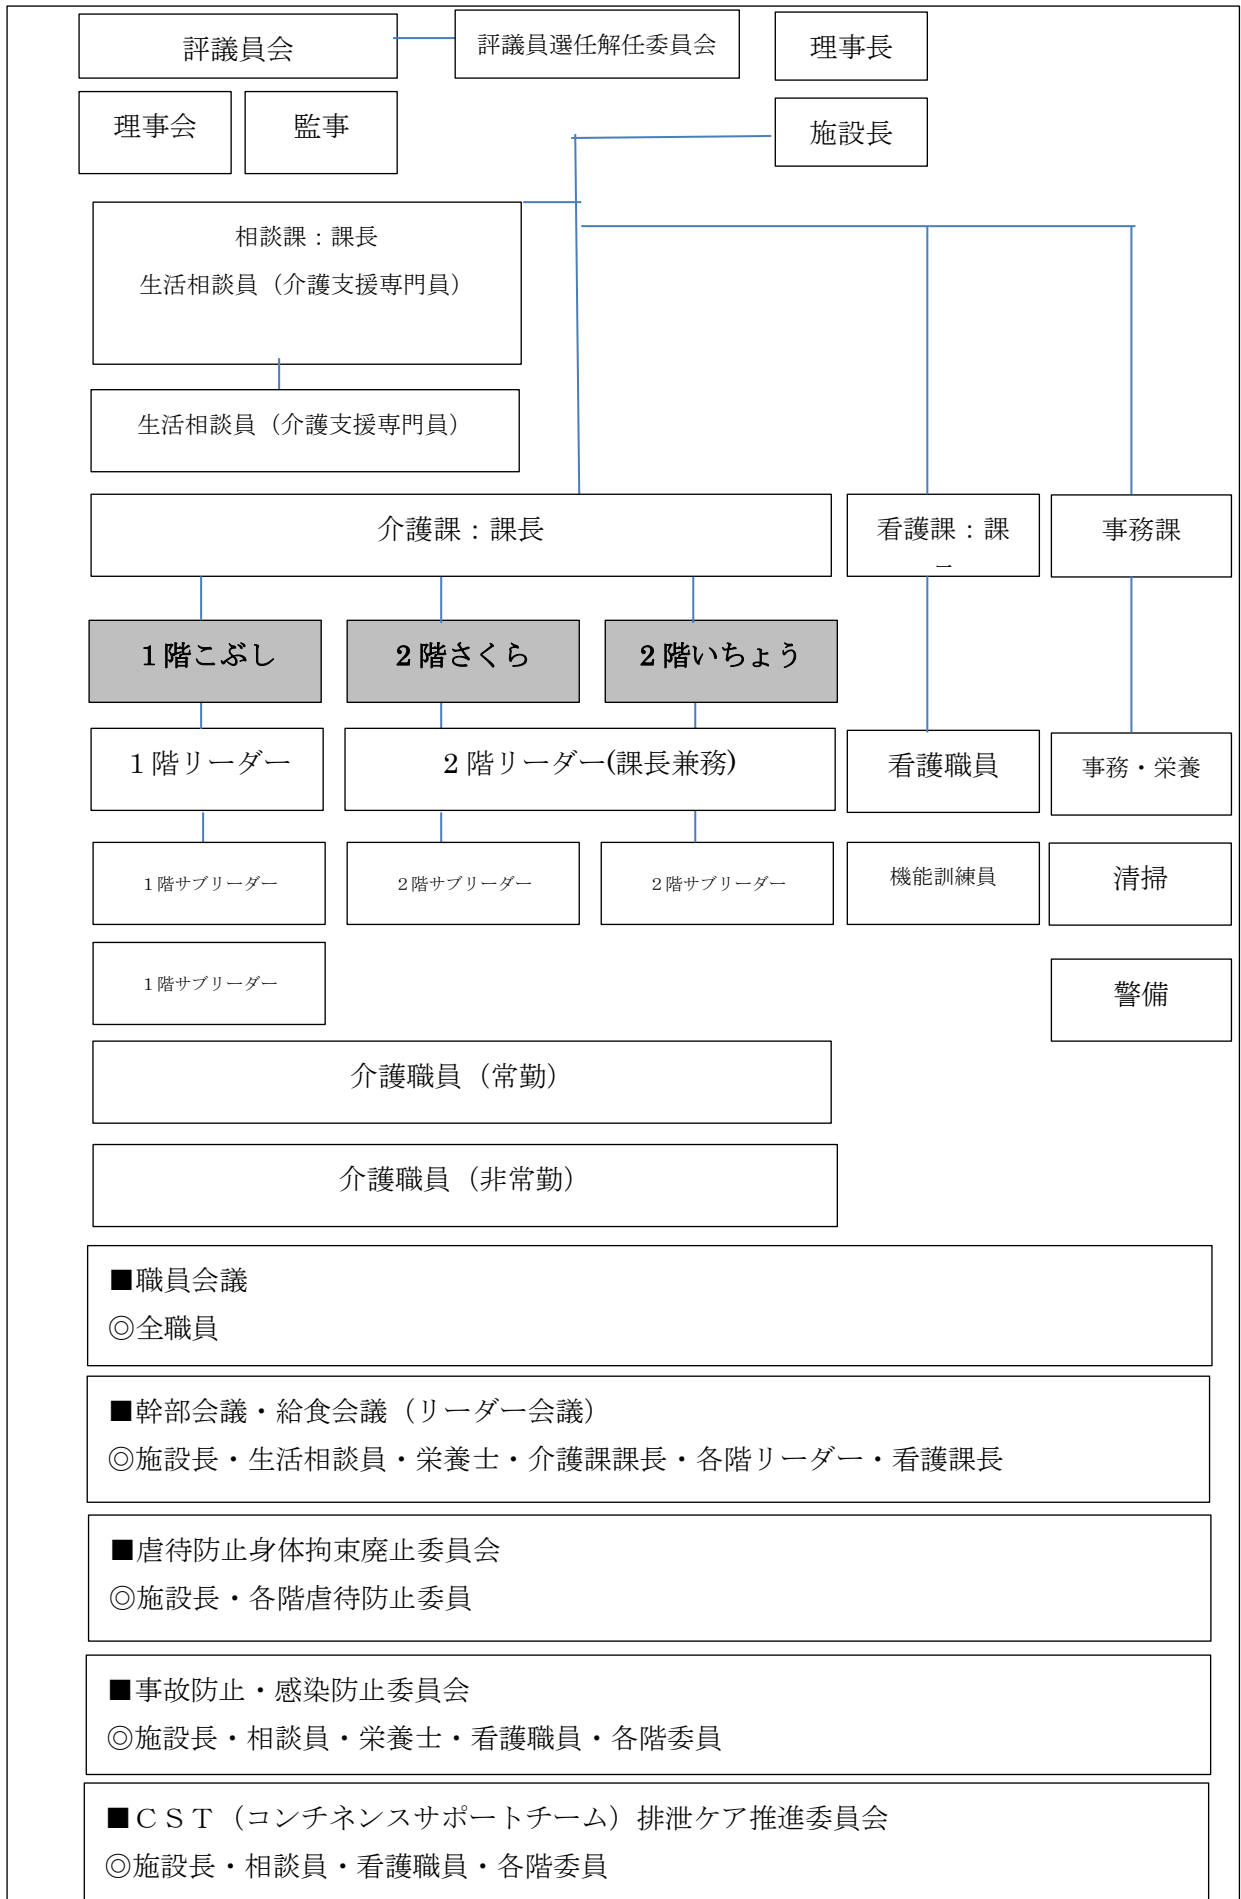 評議員会
評議員選任解任委員会
理事長
理事会
監事
施設長
相談課：課長
生活相談員（介護支援専門員）
生活相談員（介護支援専門員）
介護課：課長
看護課：課
事務課
１階こぶし
２階さくら
２階いちょう
１階リーダー
２階リーダー(課長兼務)
看護職員
事務・栄養
１階サブリーダー
２階サブリーダー
２階サブリーダー
機能訓練員
清掃
１階サブリーダー
警備
介護職員（常勤）
介護職員（非常勤）
■職員会議
◎全職員
■幹部会議・給食会議（リーダー会議）
◎施設長・生活相談員・栄養士・介護課課長・各階リーダー・看護課長
■虐待防止身体拘束廃止委員会
◎施設長・各階虐待防止委員
■事故防止・感染防止委員会
◎施設長・相談員・栄養士・看護職員・各階委員
■ＣＳＴ（コンチネンスサポートチーム）排泄ケア推進委員会
◎施設長・相談員・看護職員・各階委員